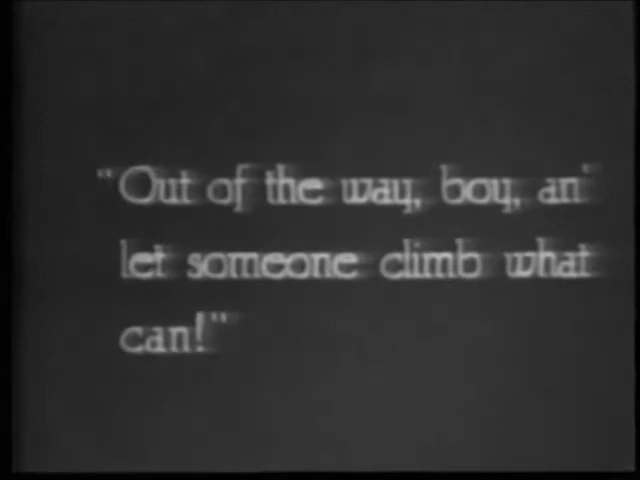 "Out of the way, boy, an'
let someone climb what
can!"